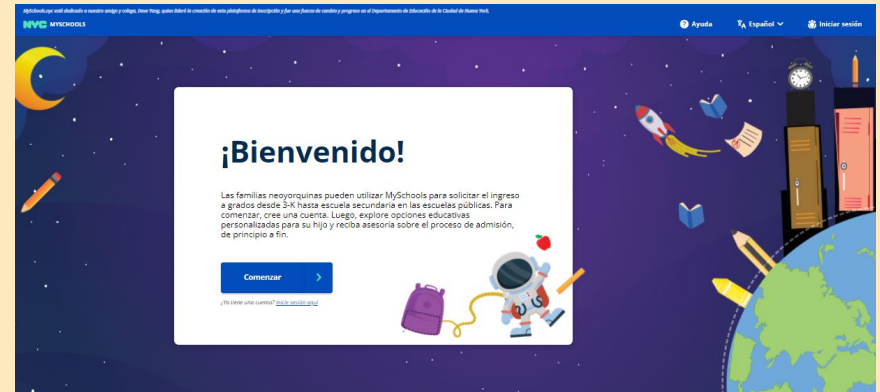 MySchools.nyc está dedicado a nuestro amigo y colega, Dave Yang, quien lideró la creación de esta plataforma de inscripción y fue una fuerza de cambio y progreso en el Departamento de Educación de la Ciudad de Nueva York.
NYC MYSCHOOLS
Ayuda
Español
Iniciar sesión
¡Bienvenido!
Las familias neoyorquinas pueden utilizar MySchools para solicitar el ingreso
a grados desde 3-K hasta escuela secundaria en las escuelas públicas. Para
comenzar, cree una cuenta. Luego, explore opciones educativas
personalizadas para su hijo y reciba asesoría sobre el proceso de admisión,
de principio a fin.
Comenzar
¿Ya tiene una cuenta? Inicie sesión aquí